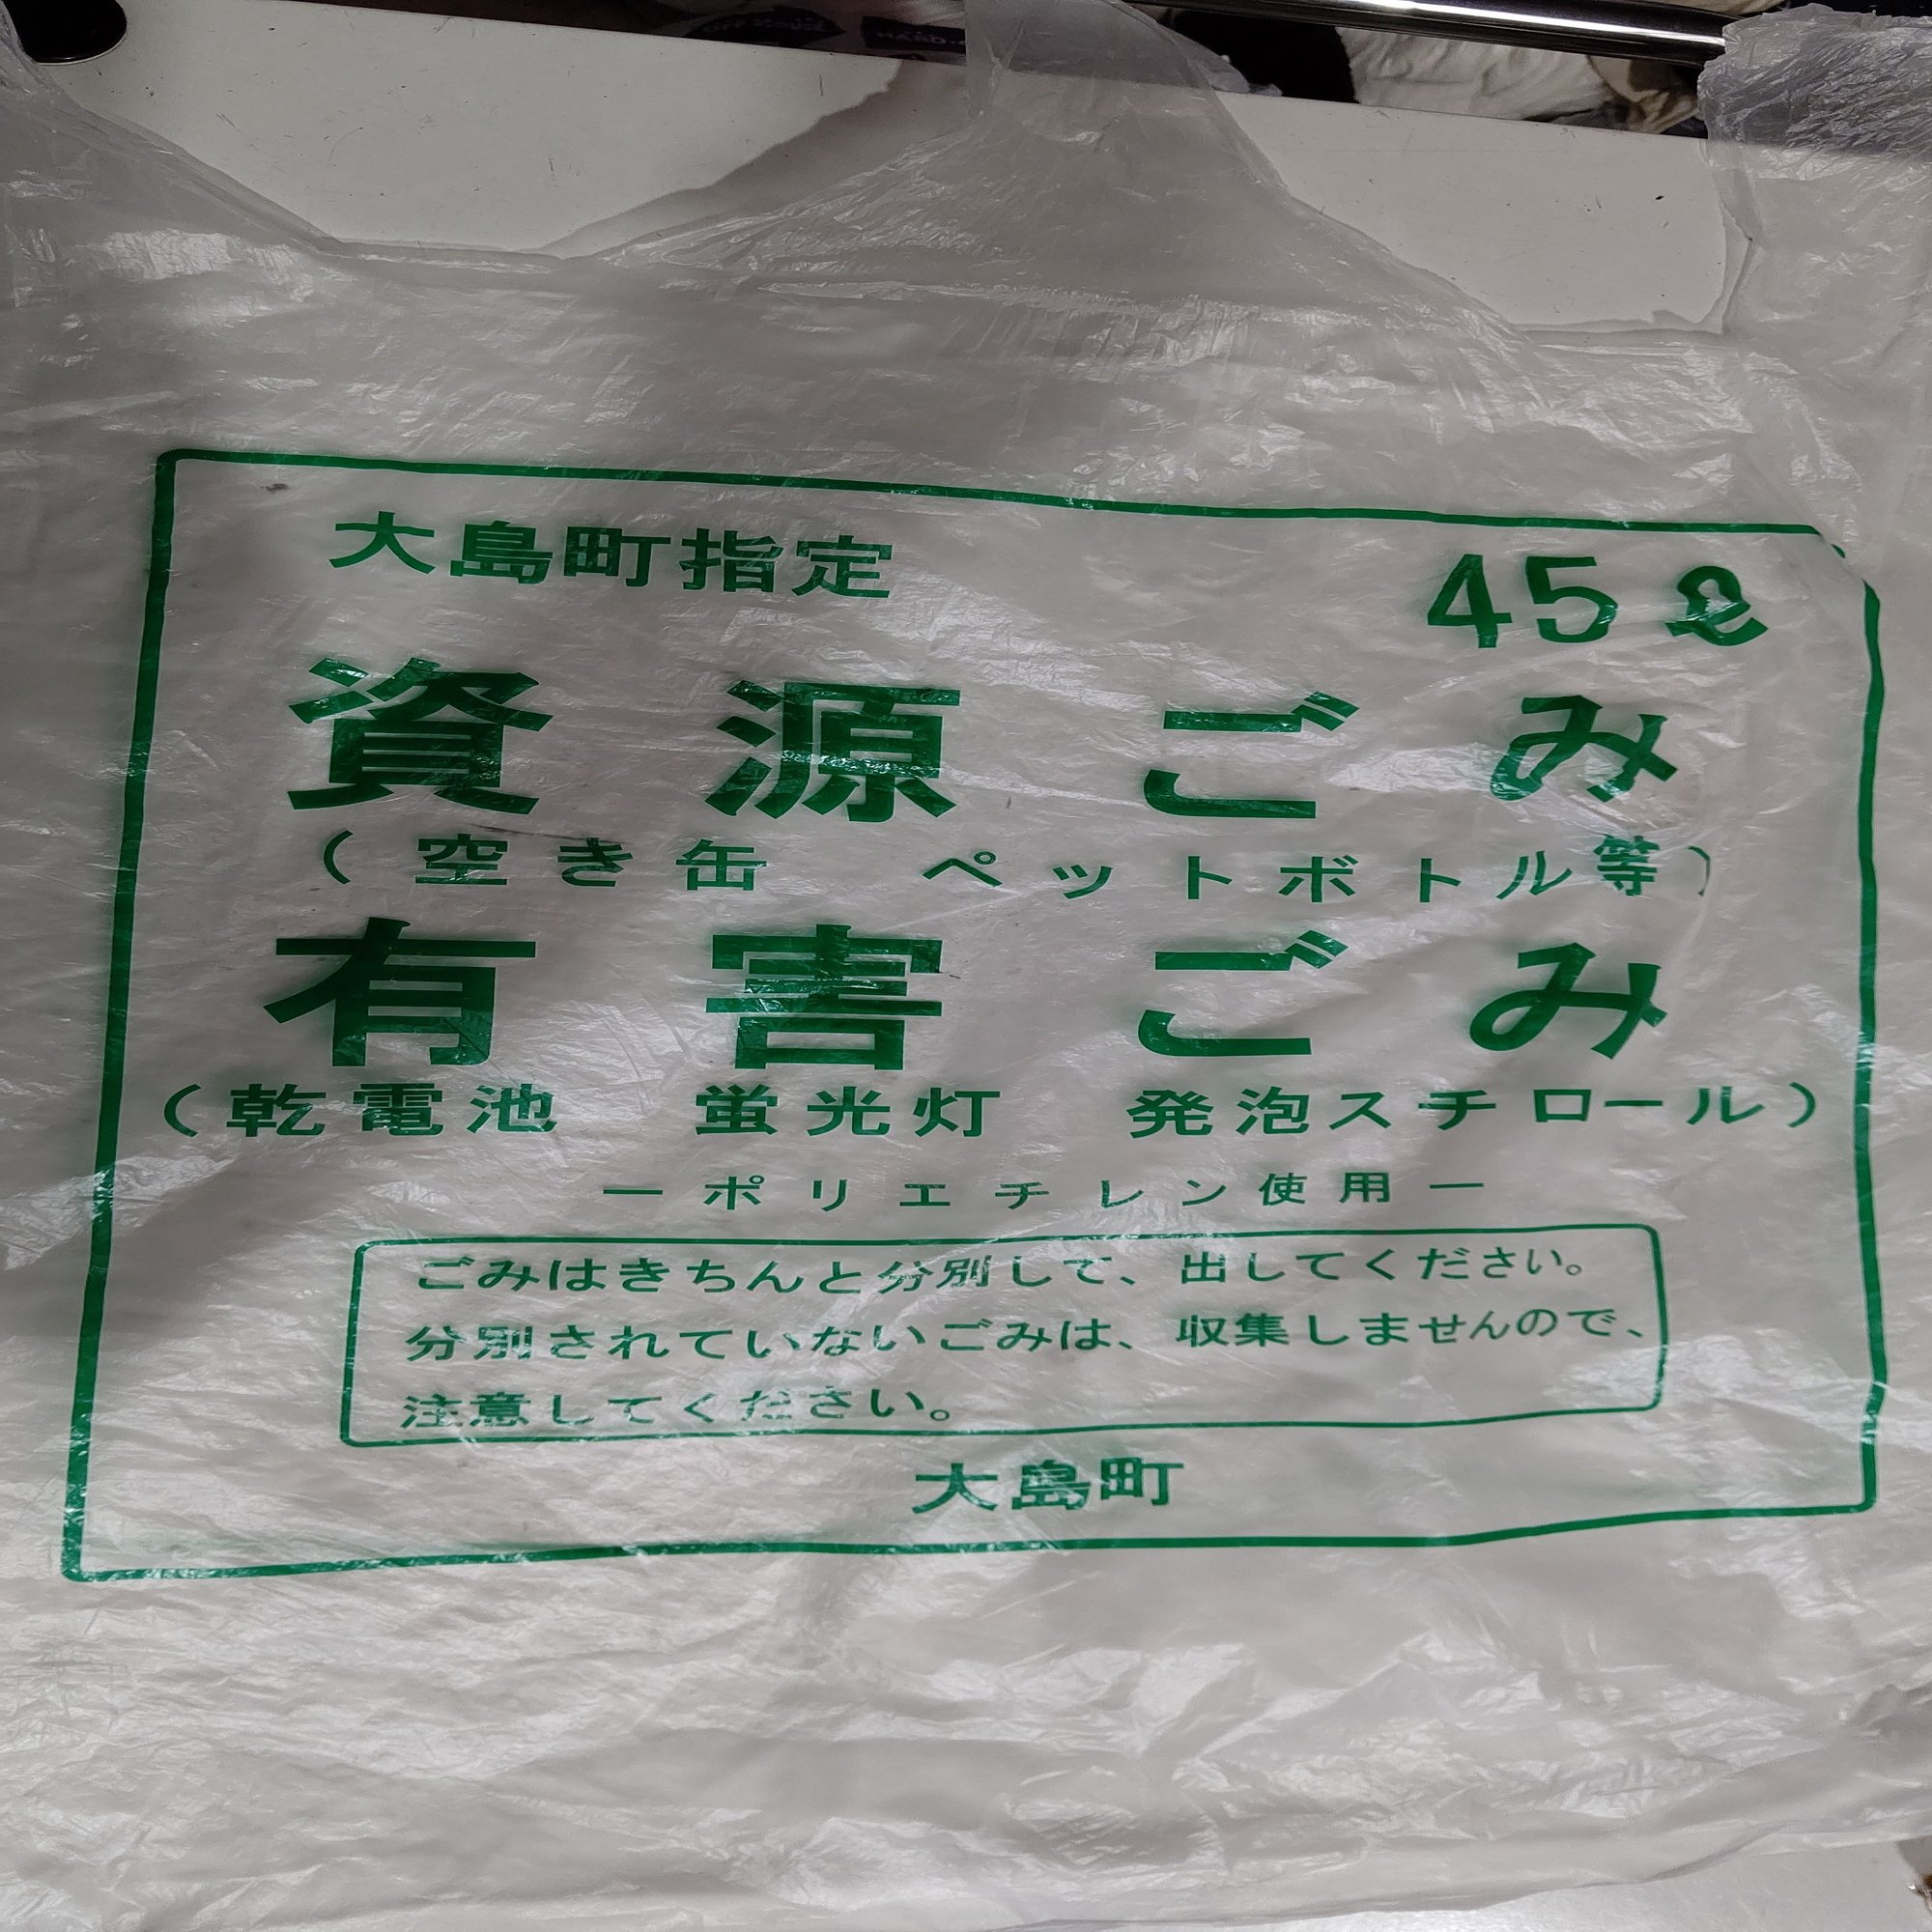 大島町指定 45ℓ
資源ごみ
(空き缶 ペットボトル等)
有害ごみ
(乾電池 蛍光灯 発泡スチロール)
ーポリエチレン使用ー
ごみはきちんと分別して、出してください。
分別されていないごみは、収集しませんので、
注意してください。
大島町